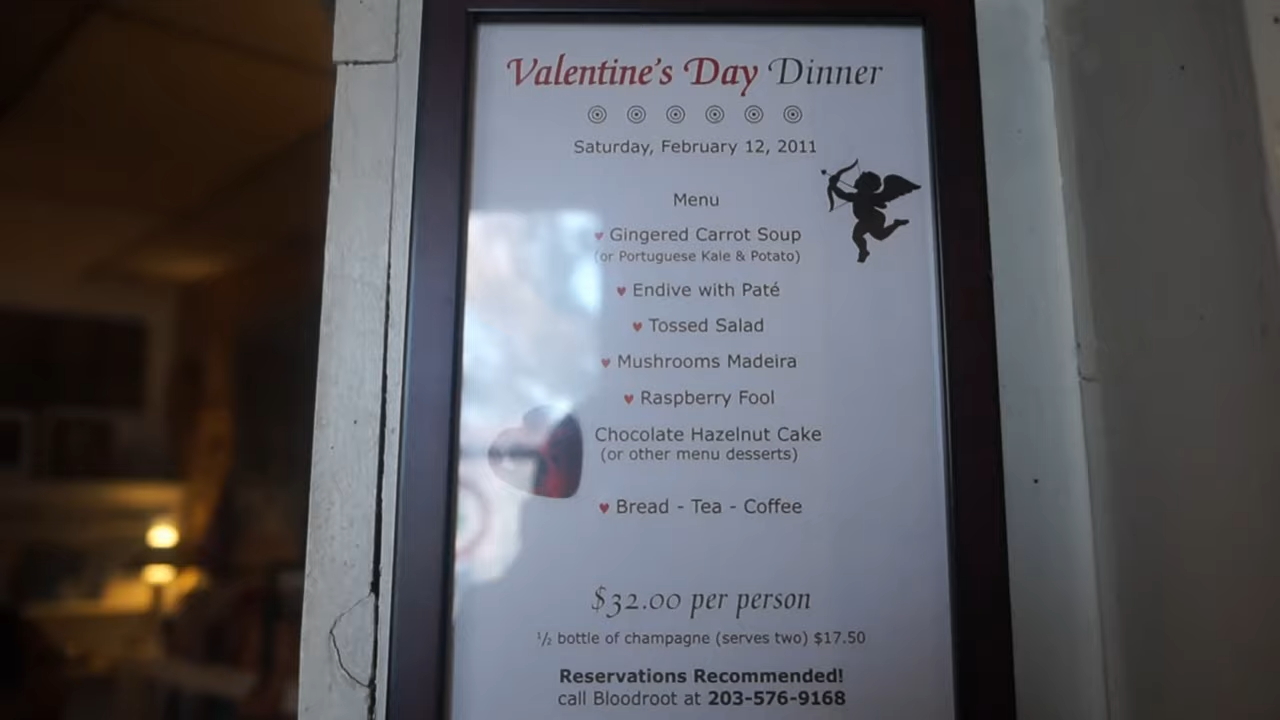 Valentine's Day Dinner
Saturday, February 12, 2011
Menu
Gingered Carrot Soup
(or Portuguese Kale & Potato)
Endive with Paté
Tossed Salad
Mushrooms Madeira
Raspberry Fool
Chocolate Hazelnut Cake
(or other menu desserts)
Bread - Tea - Coffee
$32.00 per person
½ bottle of champagne (serves two) $17.50
Reservations Recommended!
call Bloodroot at 203-576-9168